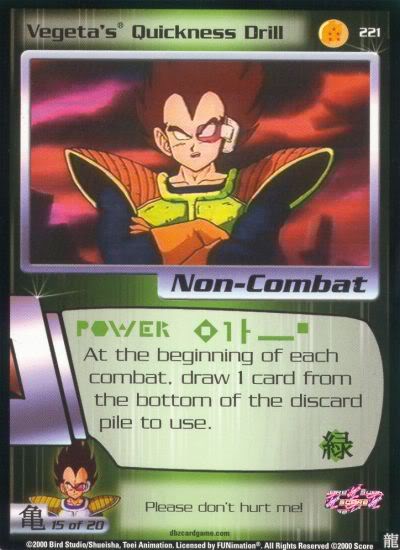 Vegeta's® Quickness Drill 221
Non-Combat
POWER
At the beginning of each
combat, draw 1 card from
the bottom of the discard
pile to use.
緑
亀 15 of 20
Please don't hurt me!
dbzcardgame.com
©2000 Bird Studio/Shueisha, Toei Animation. Licensed by FUNimation®. All Rights Reserved ©2000 Score
龍